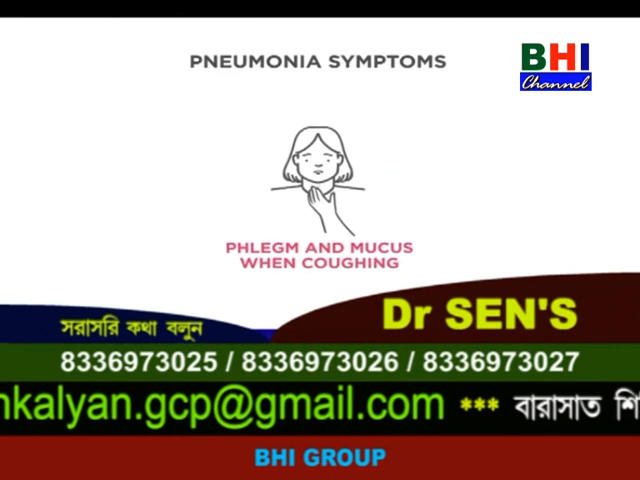 PNEUMONIA SYMPTOMS
BHI
Channel
PHLEGM AND MUCUS
WHEN COUGHING
সরাসরি কথা বলুন
Dr SEN'S
8336973025 / 8336973026 / 8336973027
nkalyan.gcp@gmail.com *** বারাসাত
BHI GROUP